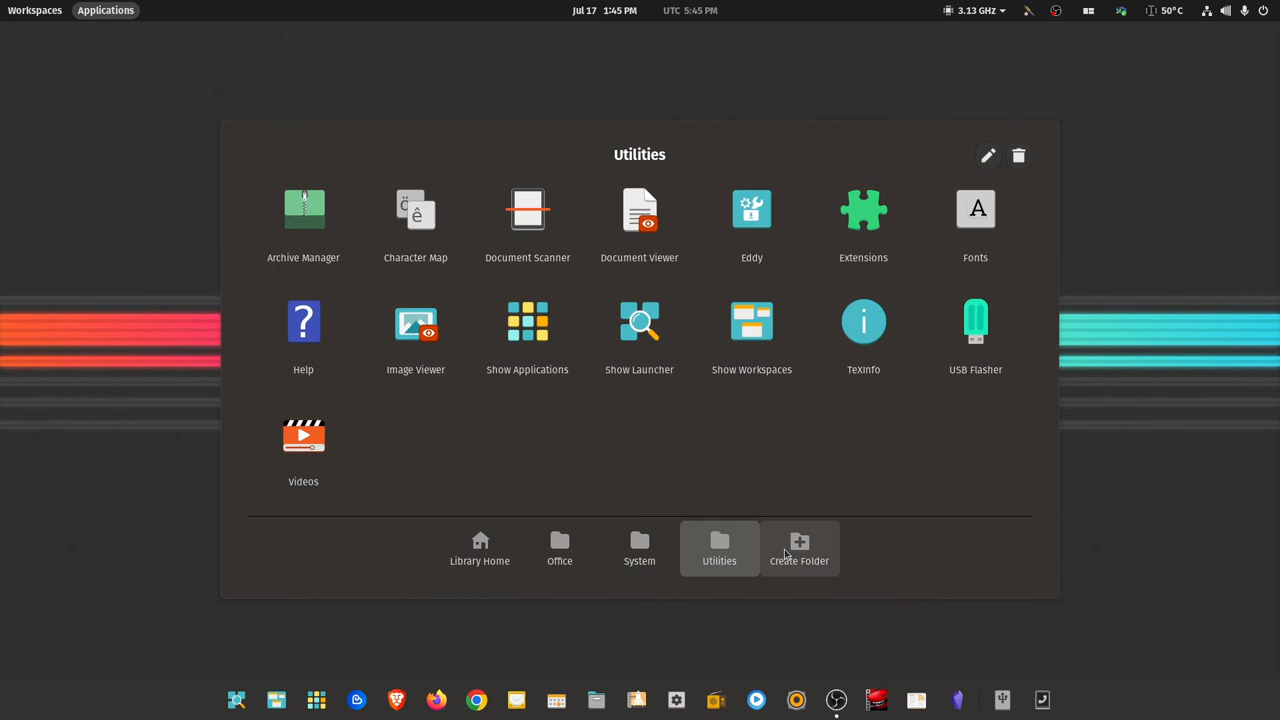 Workspaces Applications Jul 17 1:45 PM UTC 5:45 PM 3.13 GHz 50°C
Utilities
Archive Manager Character Map Document Scanner Document Viewer Eddy Extensions Fonts
Help Image Viewer Show Applications Show Launcher Show Workspaces TeXInfo USB Flasher
Videos
Library Home Office System Utilities Create Folder